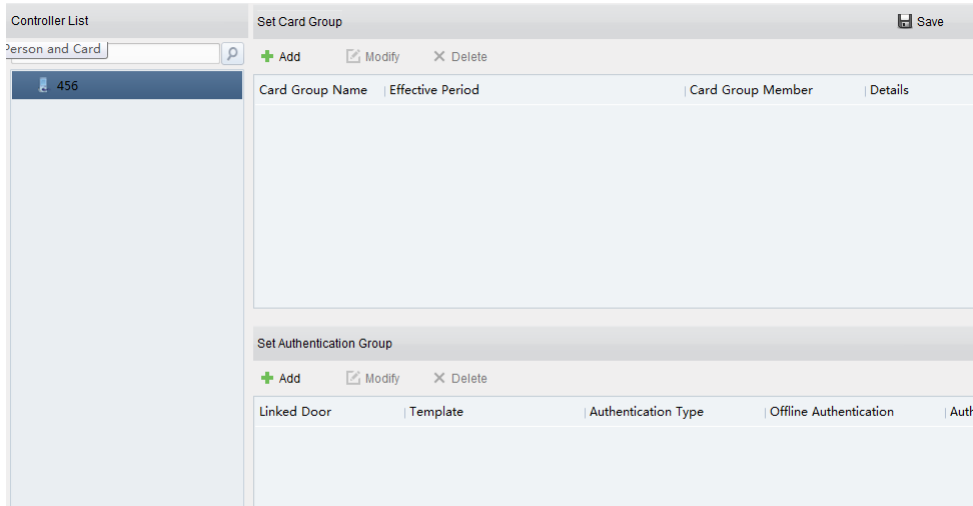 Controller List
Set Card Group
Save
Person and Card
Add
Modify
Delete
456
Card Group Name
Effective Period
Card Group Member
Details
Set Authentication Group
Add
Modify
Delete
Linked Door
Template
Authentication Type
Offline Authentication
Auth